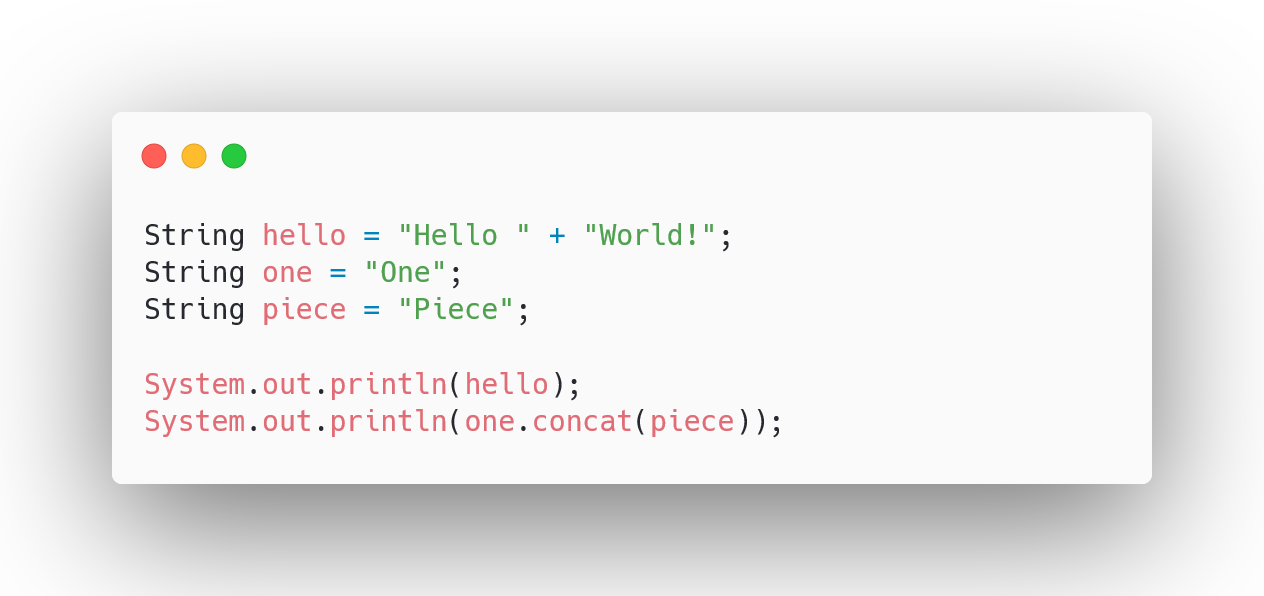 String hello = "Hello " + "World!";
String one = "One";
String piece = "Piece";
System.out.println(hello);
System.out.println(one.concat(piece));